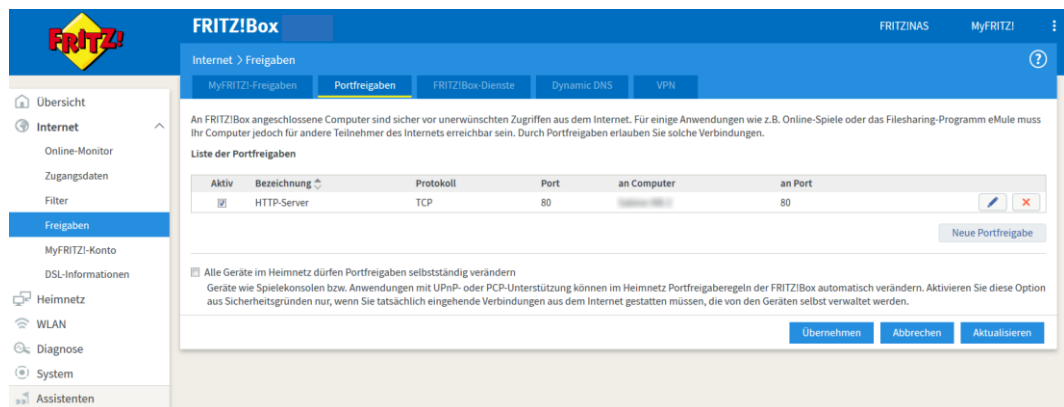 FRITZ!
FRITZ!Box
FRITZ!NAS
MyFRITZ!
Internet > Freigaben
MyFRITZ!-Freigaben
Portfreigaben
FRITZ!Box-Dienste
Dynamic DNS
VPN
Übersicht
Internet
Online-Monitor
Zugangsdaten
Filter
Freigaben
MyFRITZ!-Konto
DSL-Informationen
Heimnetz
WLAN
Diagnose
System
Assistenten
An FRITZ!Box angeschlossene Computer sind sicher vor unerwünschten Zugriffen aus dem Internet. Für einige Anwendungen wie z.B. Online-Spiele oder das Filesharing-Programm eMule muss
Ihr Computer jedoch für andere Teilnehmer des Internets erreichbar sein. Durch Portfreigaben erlauben Sie solche Verbindungen.
Liste der Portfreigaben
Aktiv Bezeichnung Protokoll Port an Computer an Port
HTTP-Server TCP 80 80
Neue Portfreigabe
Alle Geräte im Heimnetz dürfen Portfreigaben selbstständig verändern
Geräte wie Spielekonsolen bzw. Anwendungen mit UPnP- oder PCP-Unterstützung können im Heimnetz Portfreigaberegeln der FRITZ!Box automatisch verändern. Aktivieren Sie diese Option
aus Sicherheitsgründen nur, wenn Sie tatsächlich eingehende Verbindungen aus dem Internet gestatten müssen, die von den Geräten selbst verwaltet werden.
Übernehmen
Abbrechen
Aktualisieren